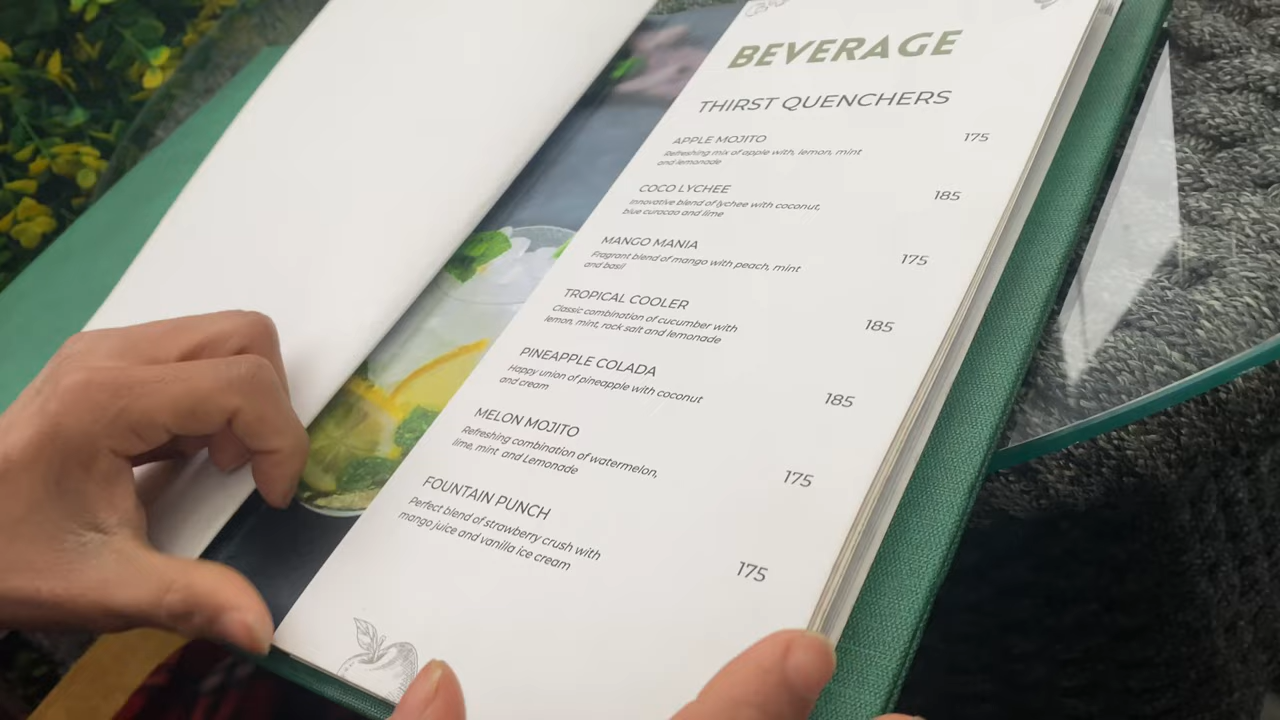 BEVERAGE
THIRST QUENCHERS
APPLE MOJITO 175
Refreshing mix of apple with, lemon, mint
and lemonade
COCO LYCHEE 185
Innovative blend of lychee with coconut,
blue curacao and lime
MANGO MANIA 175
Fragrant blend of mango with peach, mint
and basil
TROPICAL COOLER 185
Classic combination of cucumber with
lemon, mint, rock salt and lemonade
PINEAPPLE COLADA 185
Happy union of pineapple with coconut
and cream
MELON MOJITO 175
Refreshing combination of watermelon,
lime, mint and Lemonade
FOUNTAIN PUNCH 175
Perfect blend of strawberry crush with
mango juice and vanilla ice cream